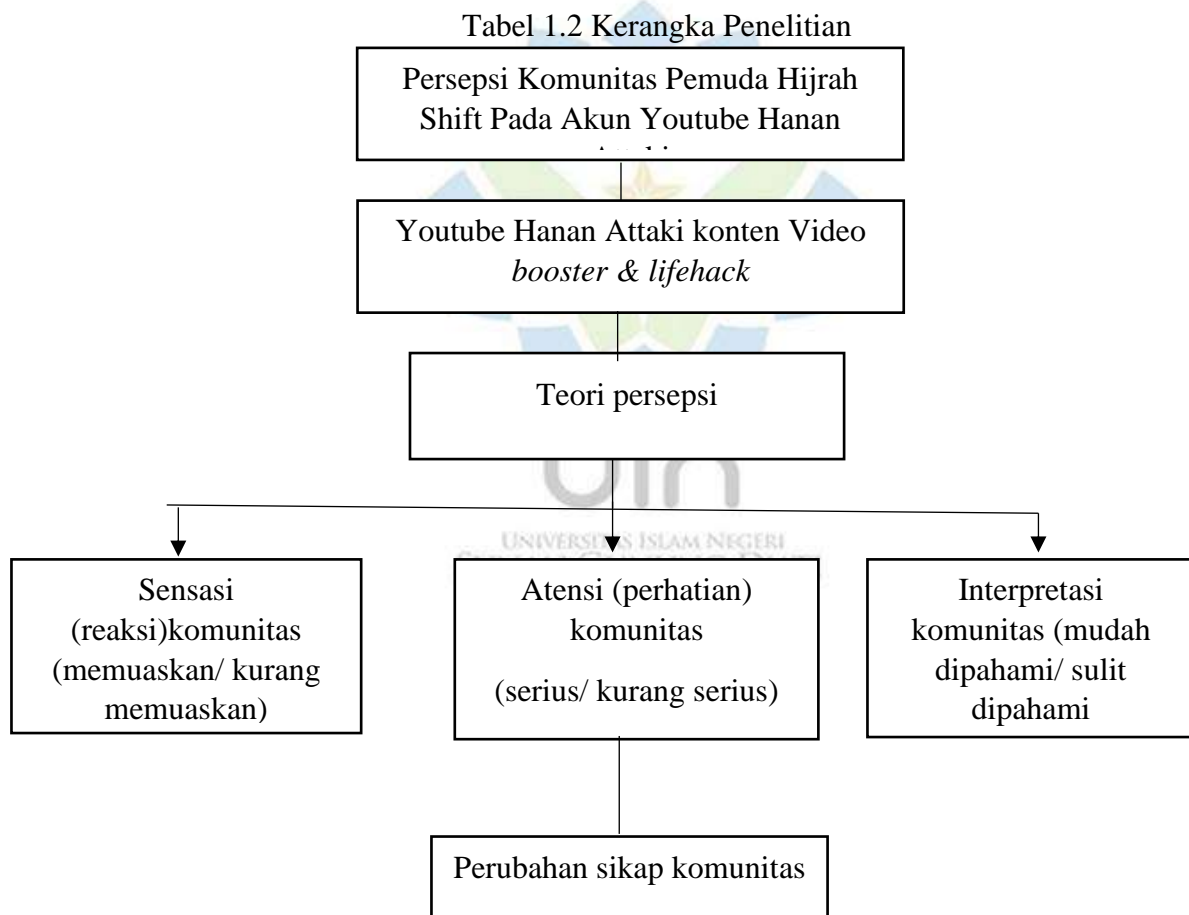 Tabel 1.2 Kerangka Penelitian
Persepsi Komunitas Pemuda Hijrah
Shift Pada Akun Youtube Hanan
Youtube Hanan Attaki konten Video
booster & lifehack
Teori persepsi
uin
UNIVERSITAS ISLAM NEGERI
Sensasi
(reaksi)komunitas
(memuaskan/ kurang
memuaskan)
Atensi (perhatian)
komunitas
(serius/ kurang serius)
Interpretasi
komunitas (mudah
dipahami/ sulit
dipahami
Perubahan sikap komunitas